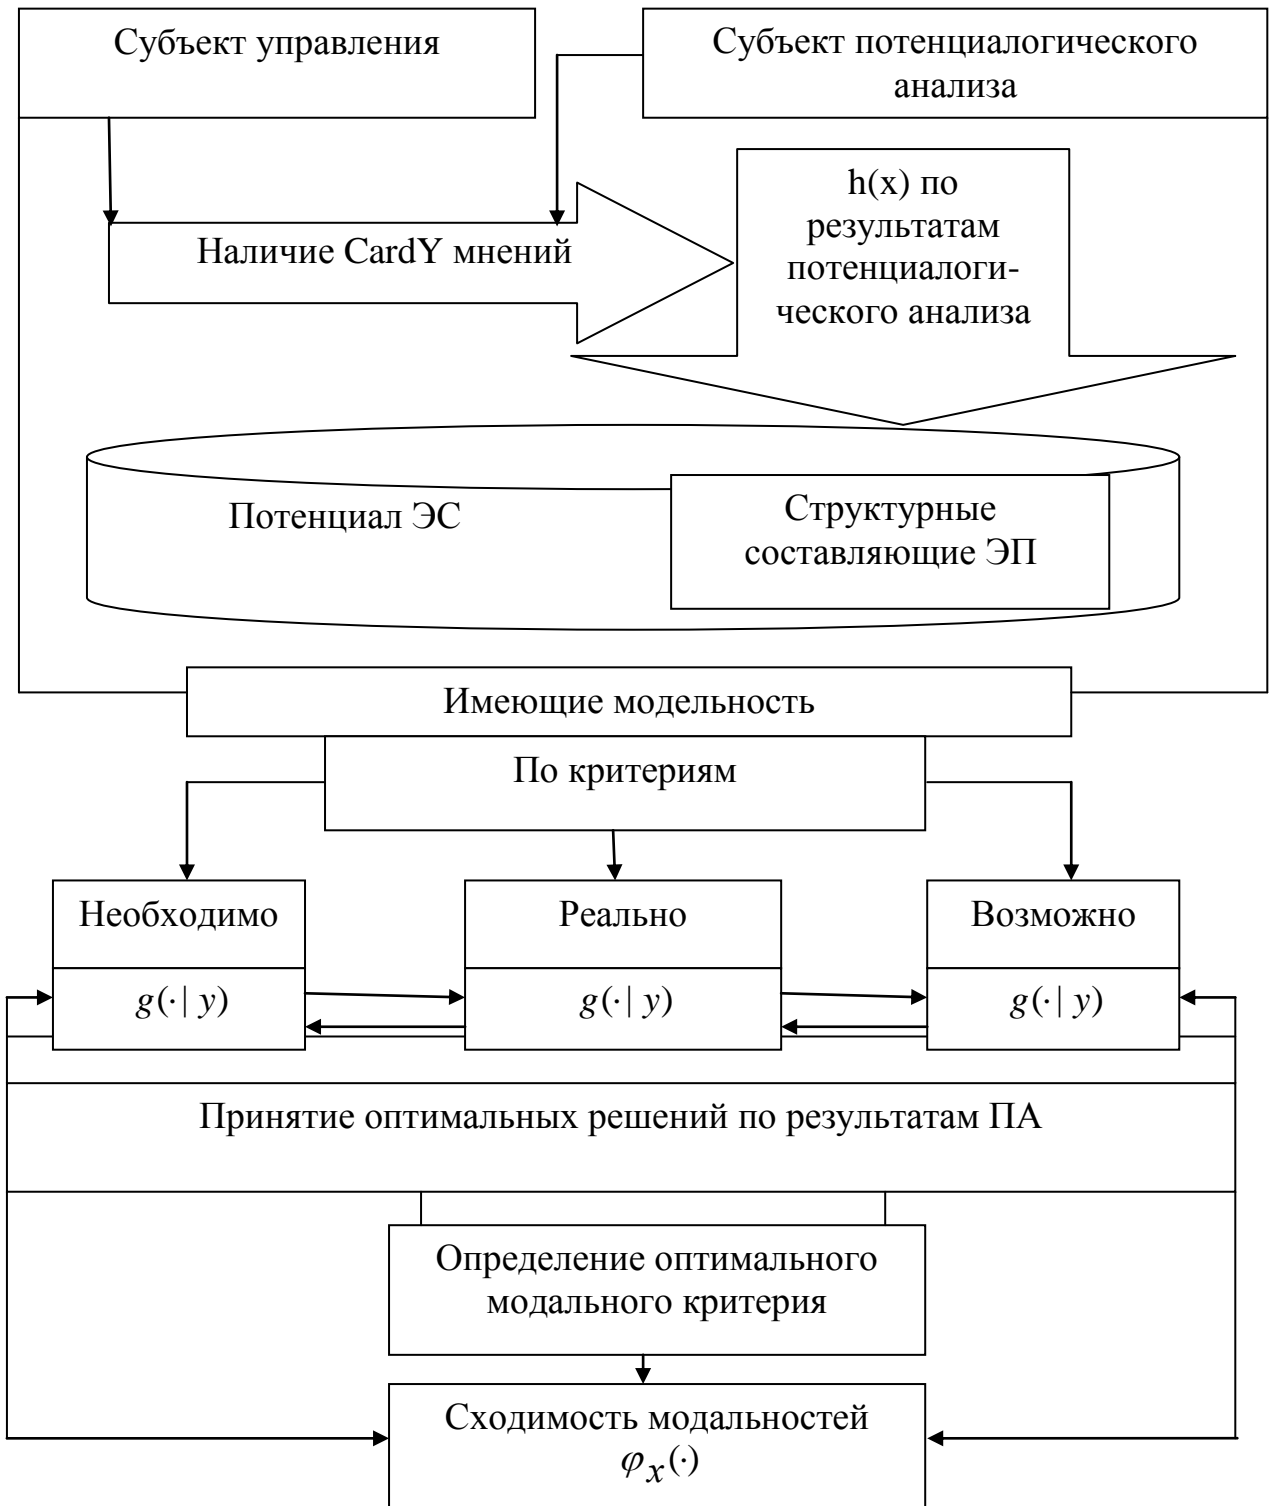 Субъект управления
Субъект потенциалогического
анализа
h(x) по
результатам
потенциалоги-
ческого анализа
Наличие CardY мнений
Потенциал ЭС
Структурные
составляющие ЭП
Имеющие модельность
По критериям
Необходимо
Реально
Возможно
g(·| y)
g(·| y)
g(·| y)
Принятие оптимальных решений по результатам ПА
Определение оптимального
модального критерия
Сходимость модальностей
φx(·)